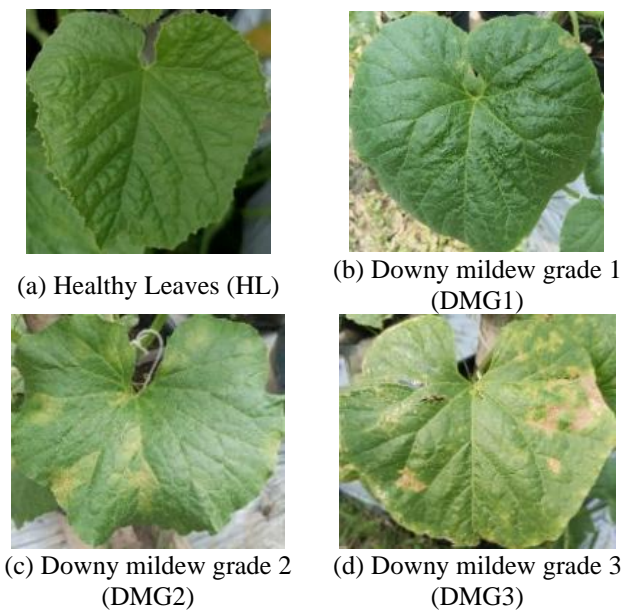 (a) Healthy Leaves (HL)
(b) Downy mildew grade 1
(DMG1)
(c) Downy mildew grade 2
(DMG2)
(d) Downy mildew grade 3
(DMG3)